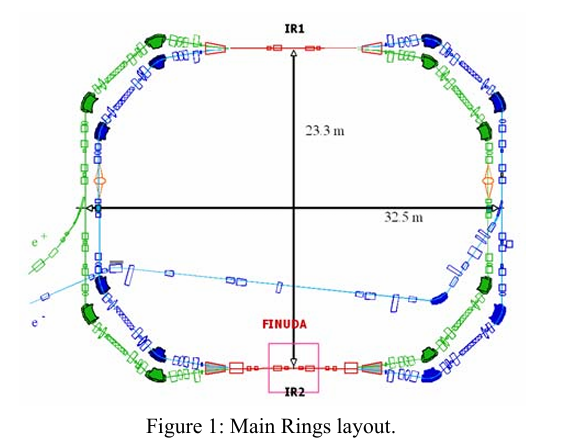 IR1
23.3 m
32.5 m
e+
e-
FINUDA
IR2
Figure 1: Main Rings layout.